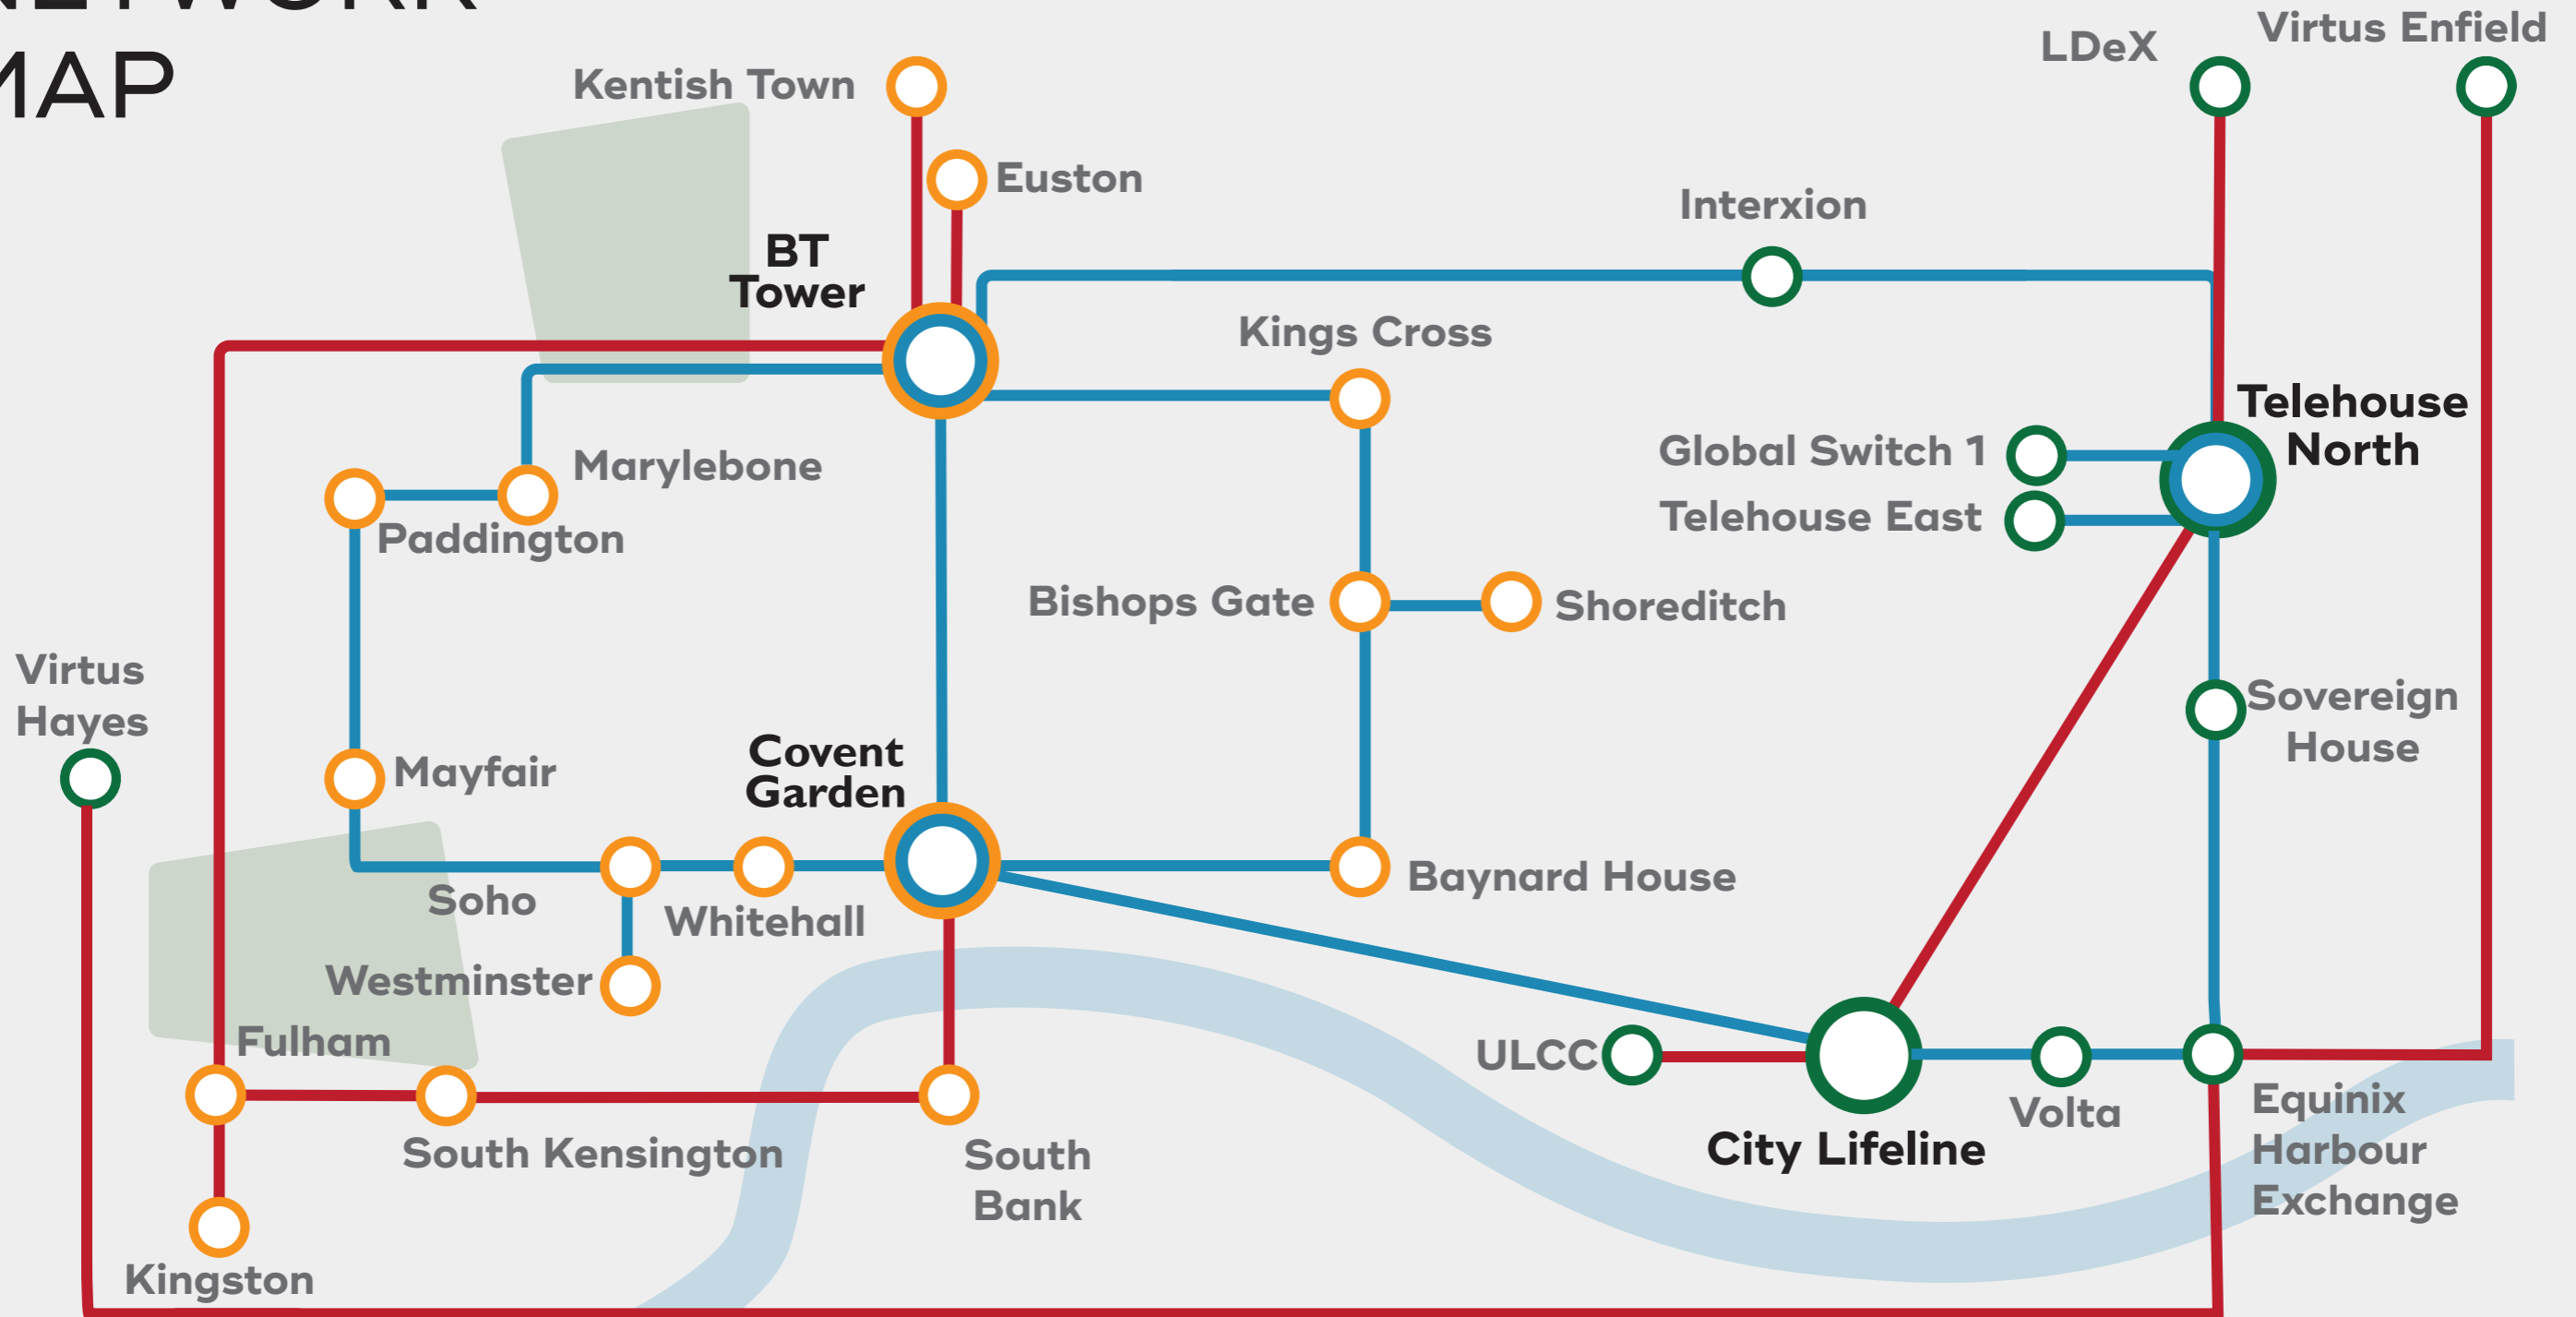 MAP
LDeX
Virtus Enfield
Kentish Town
Euston
Interxion
BT
Tower
Kings Cross
Telehouse
North
Global Switch 1
Telehouse East
Marylebone
Paddington
Bishops Gate
Shoreditch
Virtus
Hayes
Sovereign
House
Mayfair
Covent
Garden
Baynard House
Soho
Whitehall
Westminster
Fulham
ULCC
Volta
Equinix
Harbour
Exchange
City Lifeline
South Kensington
South
Bank
Kingston